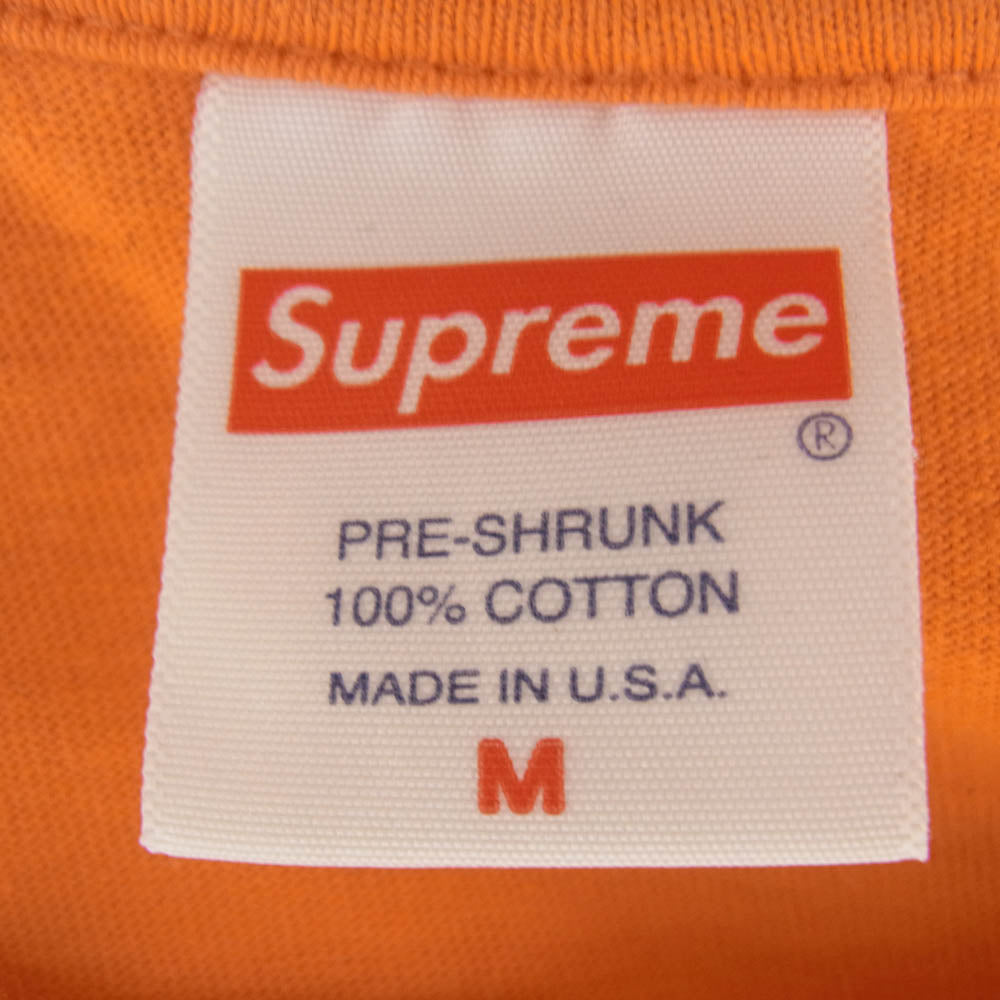 Supreme
®
PRE-SHRUNK
100% COTTON
MADE IN U.S.A.
M